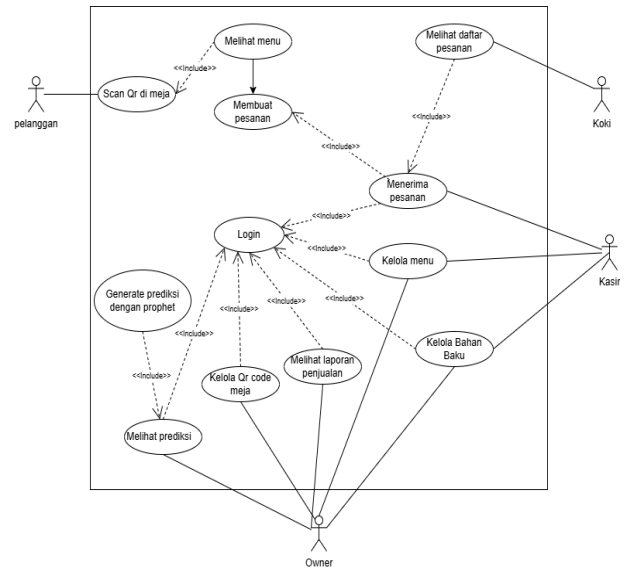 Melihat menu
Melihat daftar
pesanan
<<Include>>
Scan Qr di meja
pelanggan
Membuat
pesanan
Koki
<<Include>>
<<Include>>
Menerima
pesanan
<<Include>>
Login
<<Include>>
Kelola menu
Kasir
Generate prediksi
dengan prophet
<<Include>>
<<Include>>
<<Include>>
<<Include>>
Kelola Bahan
Baku
Melihat laporan
penjualan
<<Include>>
Kelola Qr code
meja
Melihat prediksi
Owner